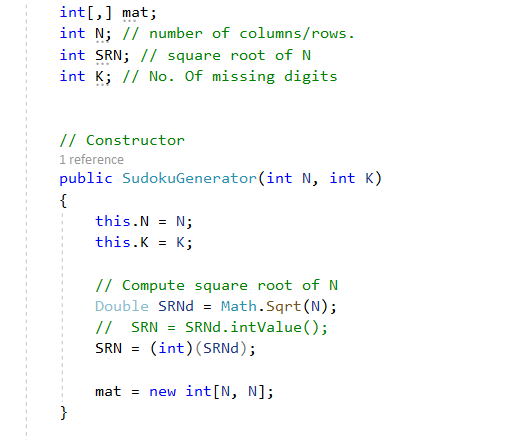 int[,] mat;
int N; // number of columns/rows.
int SRN; // square root of N
int K; // No. Of missing digits
// Constructor
1 reference
public SudokuGenerator(int N, int K)
{
this.N = N;
this.K = K;
// Compute square root of N
Double SRNd = Math.Sqrt(N);
//  SRN = SRNd.intValue();
SRN = (int)(SRNd);
mat = new int[N, N];
}